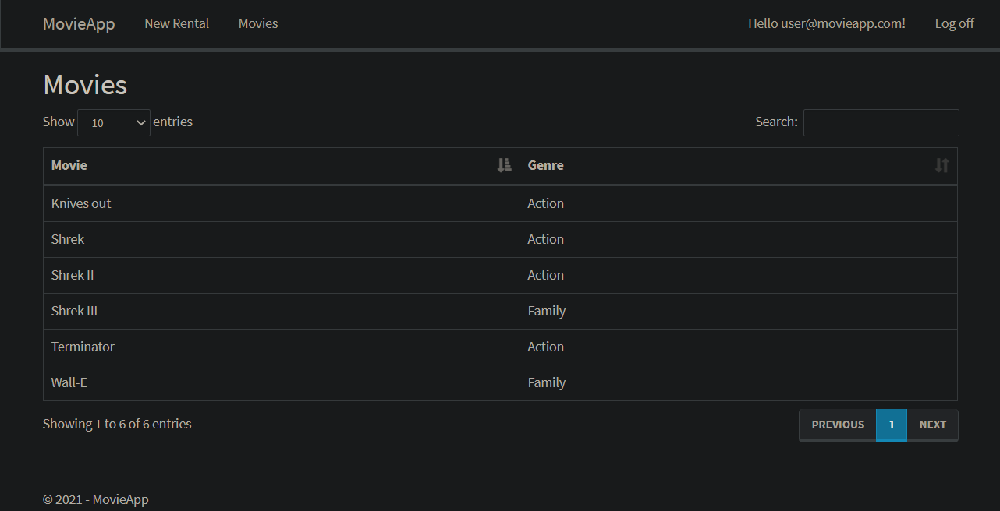 MovieApp New Rental Movies Hello user@movieapp.com! Log off
Movies
Show 10 entries Search:
Movie Genre
Knives out Action
Shrek Action
Shrek II Action
Shrek III Family
Terminator Action
Wall-E Family
Showing 1 to 6 of 6 entries PREVIOUS 1 NEXT
© 2021 - MovieApp